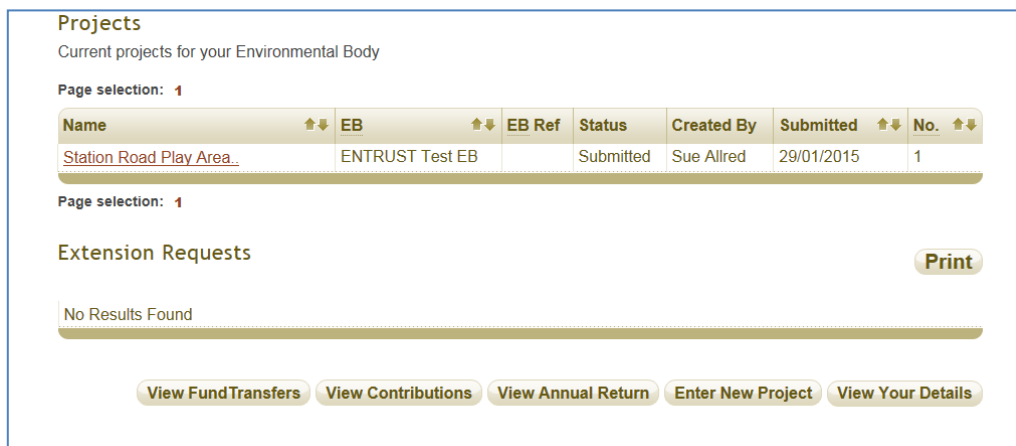 Projects
Current projects for your Environmental Body
Page selection: 1
Name EB EB Ref Status Created By Submitted No.
Station Road Play Area.. ENTRUST Test EB Submitted Sue Allred 29/01/2015 1
Page selection: 1
Extension Requests
Print
No Results Found
View FundTransfers View Contributions View Annual Return Enter New Project View Your Details